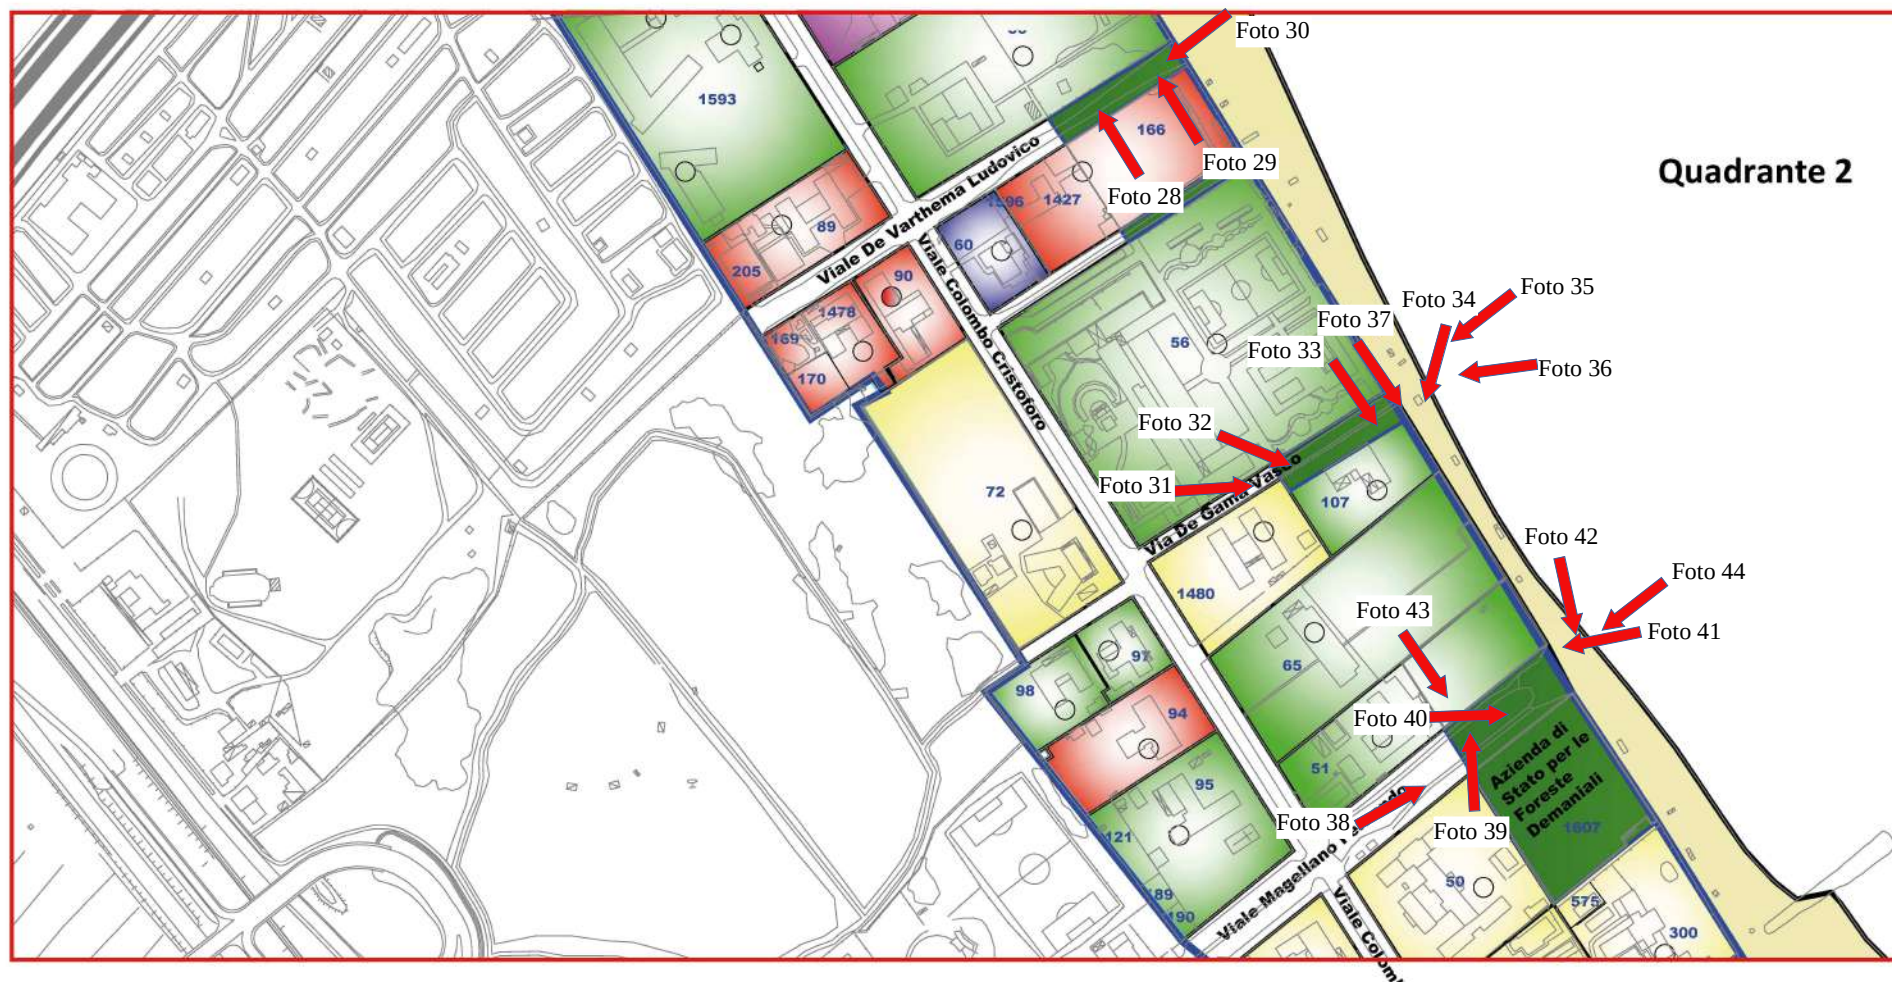 Foto 30
1593
166
Quadrante 2
Foto 29
Foto 28
Viale De Varthema Ludovico
1427
60
89
205
Viale Colombo Cristoforo
90
1478
169
170
56
Foto 34
Foto 35
Foto 37
Foto 33
Foto 36
Foto 32
Foto 31
Via De Gama Vasco
72
107
1480
Foto 42
Foto 44
Foto 43
Foto 41
97
98
65
94
Foto 40
51
95
Azienda di
Stato per le
Foreste
Demaniali
1607
Foto 38
Foto 39
121
50
575
89
190
Viale Magellano
300
Viale Colom